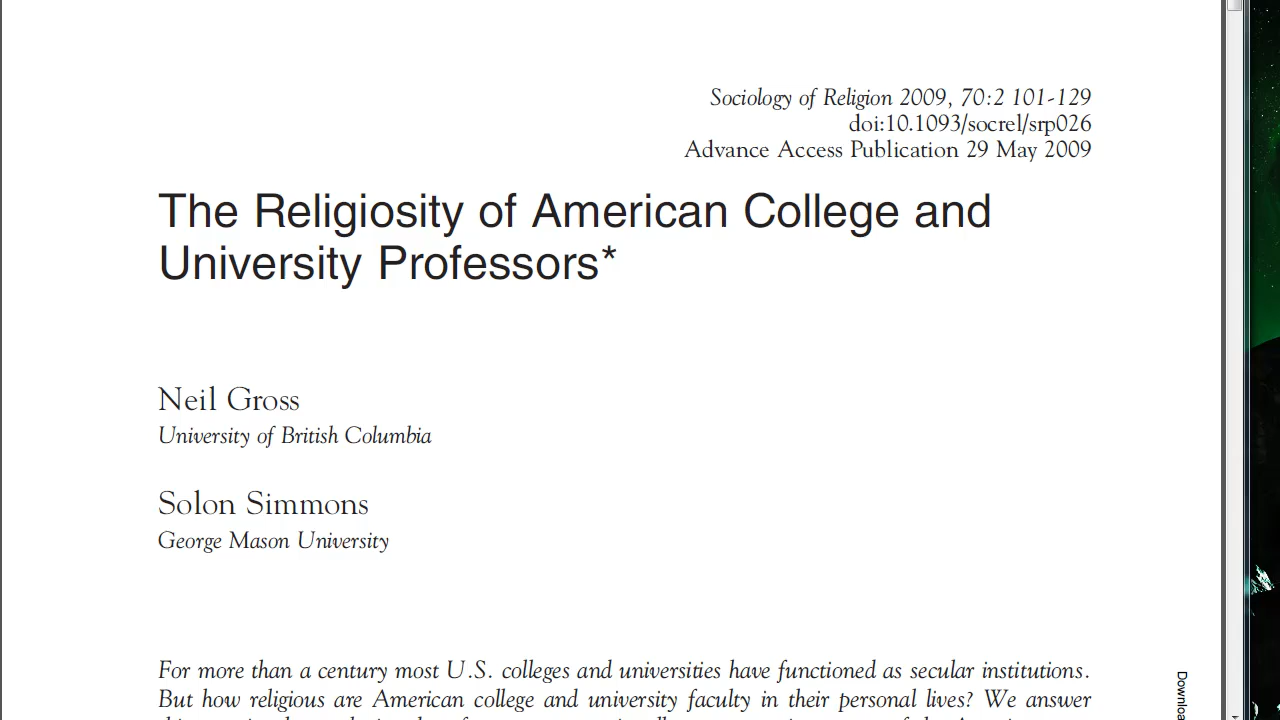 Sociology of Religion 2009, 70:2 101-129
doi:10.1093/socrel/srp026
Advance Access Publication 29 May 2009
The Religiosity of American College and
University Professors*
Neil Gross
University of British Columbia
Solon Simmons
George Mason University
For more than a century most U.S. colleges and universities have functioned as secular institutions.
But how religious are American college and university faculty in their personal lives? We answer